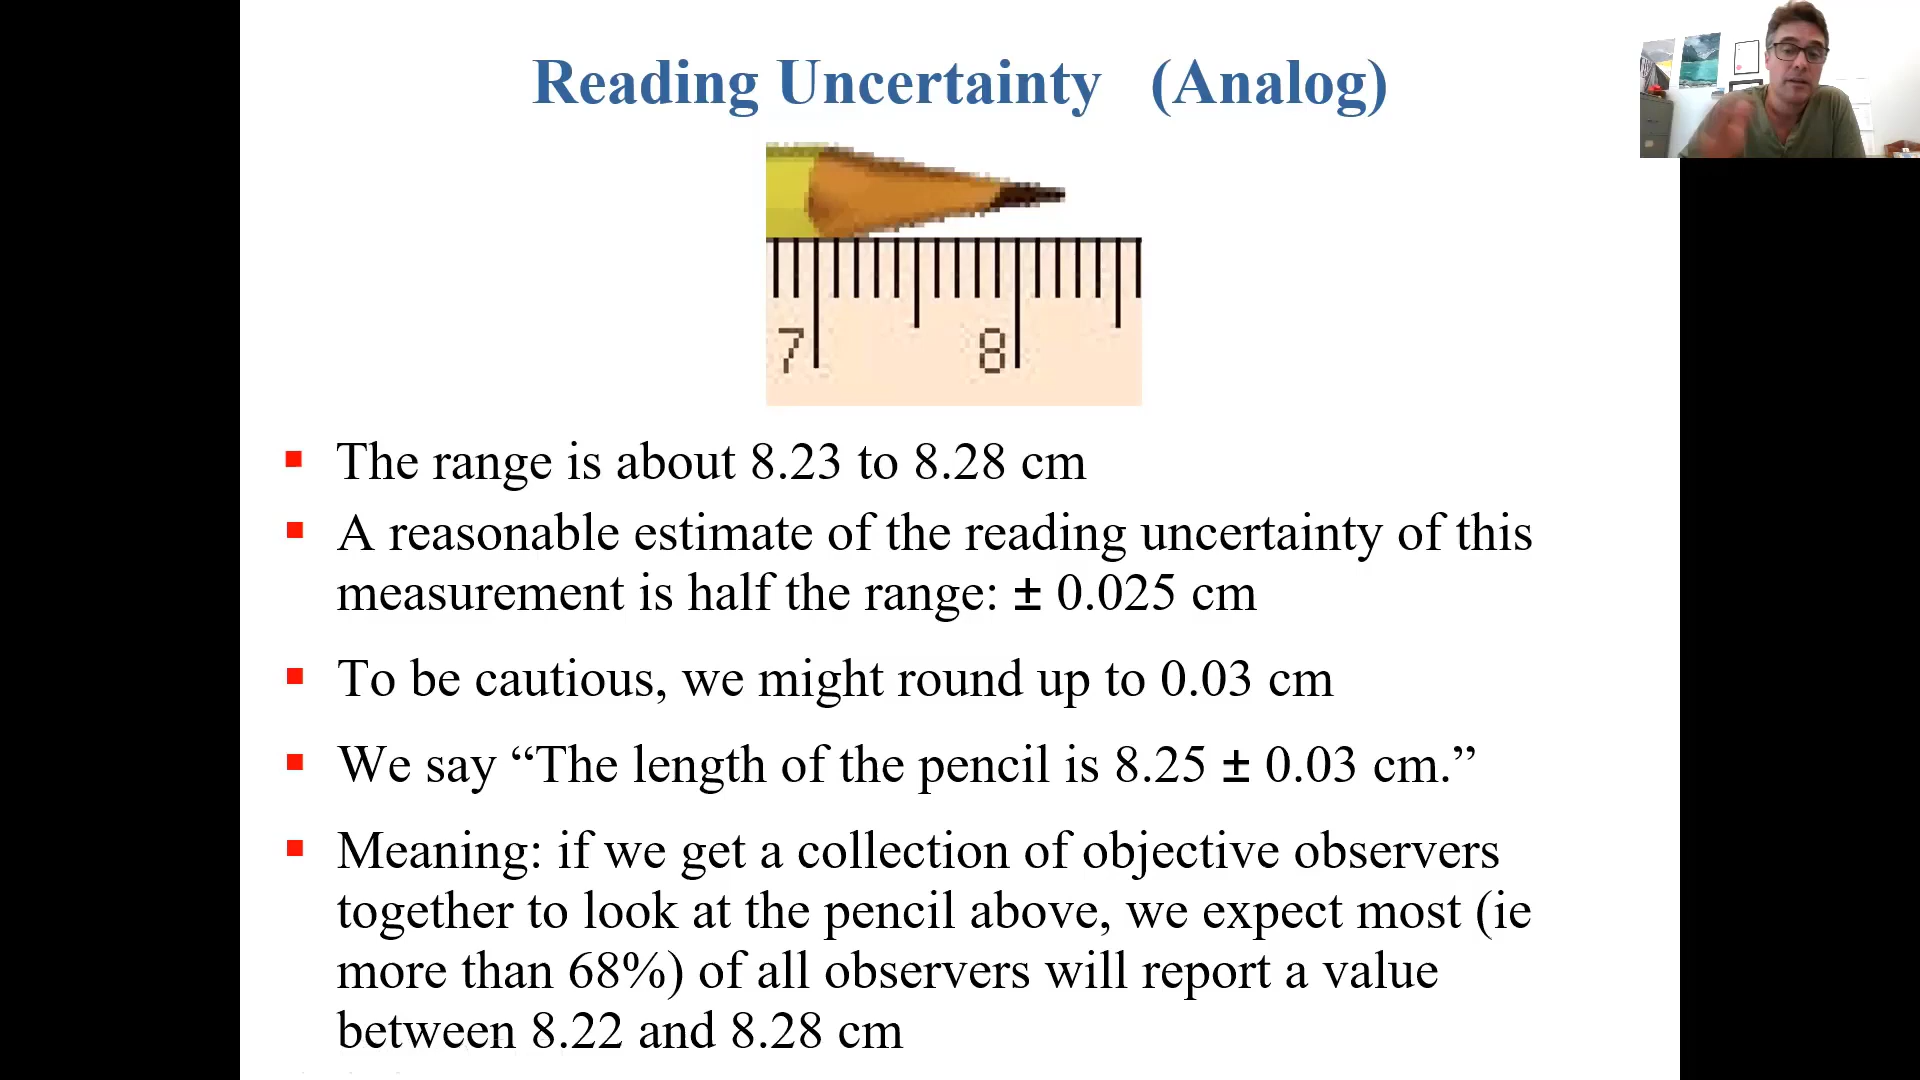 Reading Uncertainty (Analog)
7 8
The range is about 8.23 to 8.28 cm
A reasonable estimate of the reading uncertainty of this
measurement is half the range: ± 0.025 cm
To be cautious, we might round up to 0.03 cm
We say “The length of the pencil is 8.25 ± 0.03 cm.”
Meaning: if we get a collection of objective observers
together to look at the pencil above, we expect most (ie
more than 68%) of all observers will report a value
between 8.22 and 8.28 cm